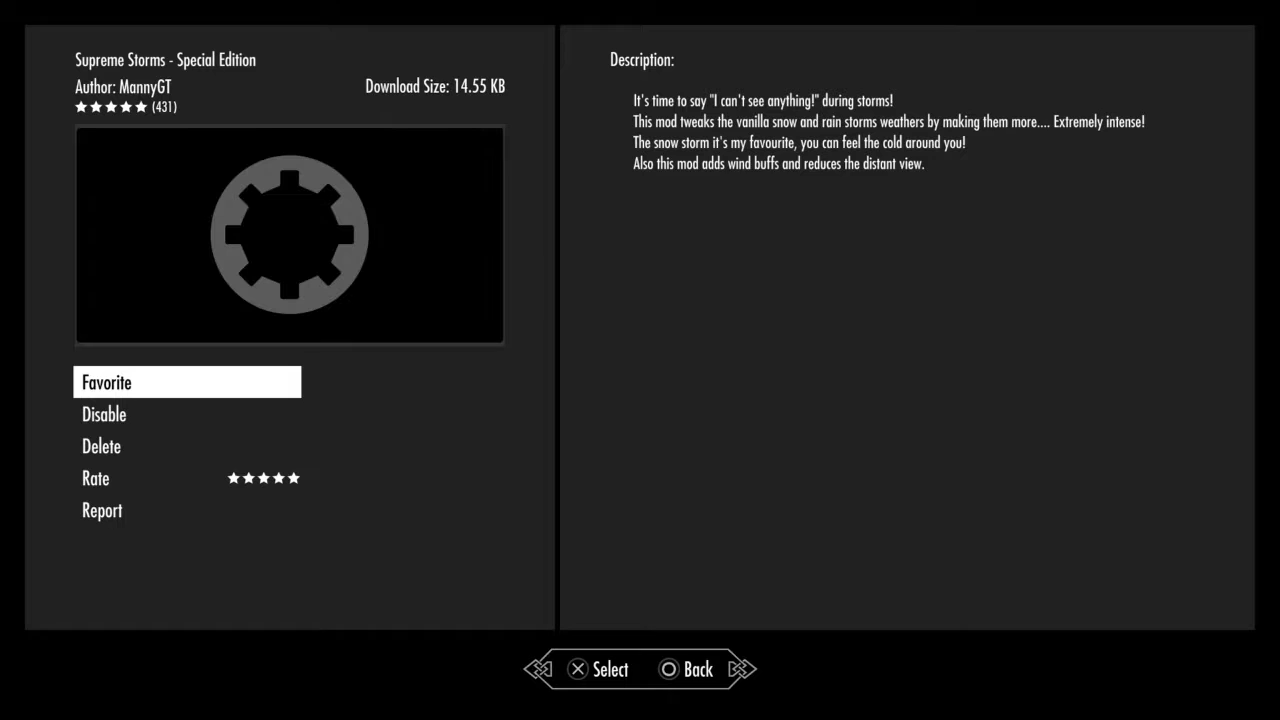 Supreme Storms - Special Edition
Author: MannyGT
Download Size: 14.55 KB
★★★★★ (431)
Favorite
Disable
Delete
Rate ★★★★★
Report
Description:
It's time to say "I can't see anything!" during storms!
This mod tweaks the vanilla snow and rain storms weathers by making them more.... Extremely intense!
The snow storm it's my favourite, you can feel the cold around you!
Also this mod adds wind buffs and reduces the distant view.
Select
Back